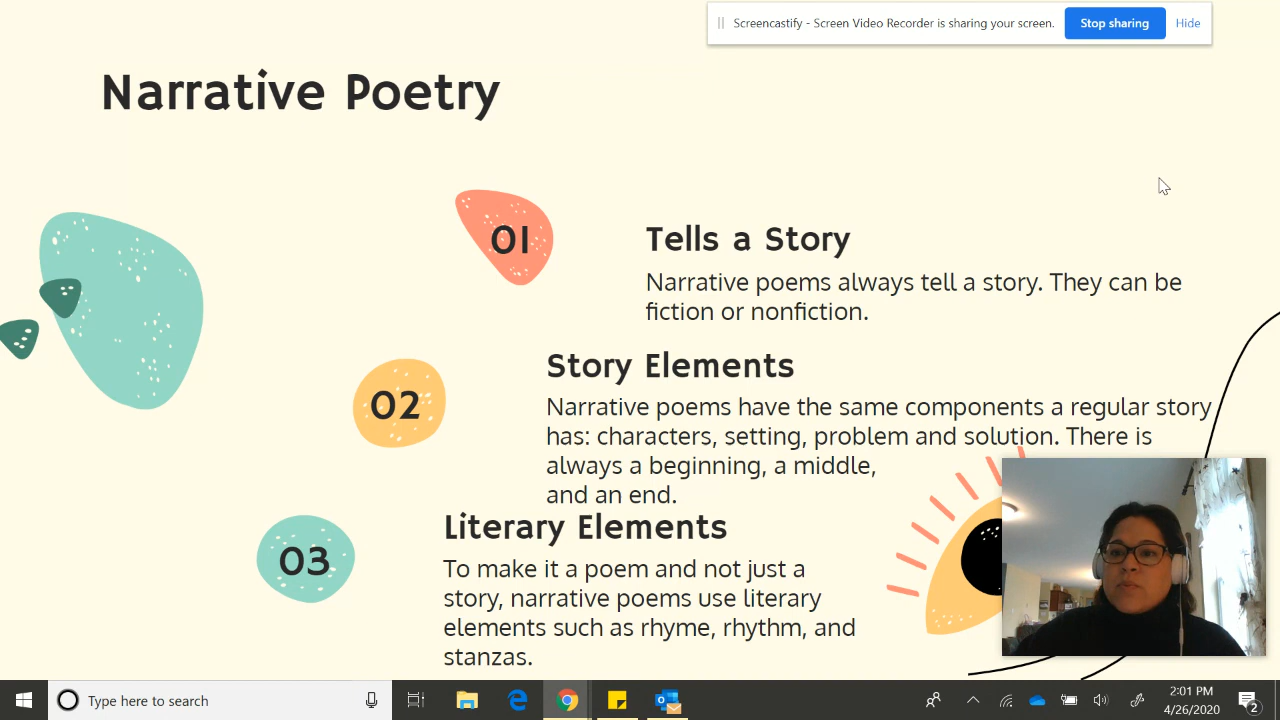 Screencastify - Screen Video Recorder is sharing your screen.
Stop sharing
Hide
Narrative Poetry
01
Tells a Story
Narrative poems always tell a story. They can be
fiction or nonfiction.
02
Story Elements
Narrative poems have the same components a regular story
has: characters, setting, problem and solution. There is
always a beginning, a middle,
and an end.
03
Literary Elements
To make it a poem and not just a
story, narrative poems use literary
elements such as rhyme, rhythm, and
stanzas.
Type here to search
2:01 PM
4/26/2020
2